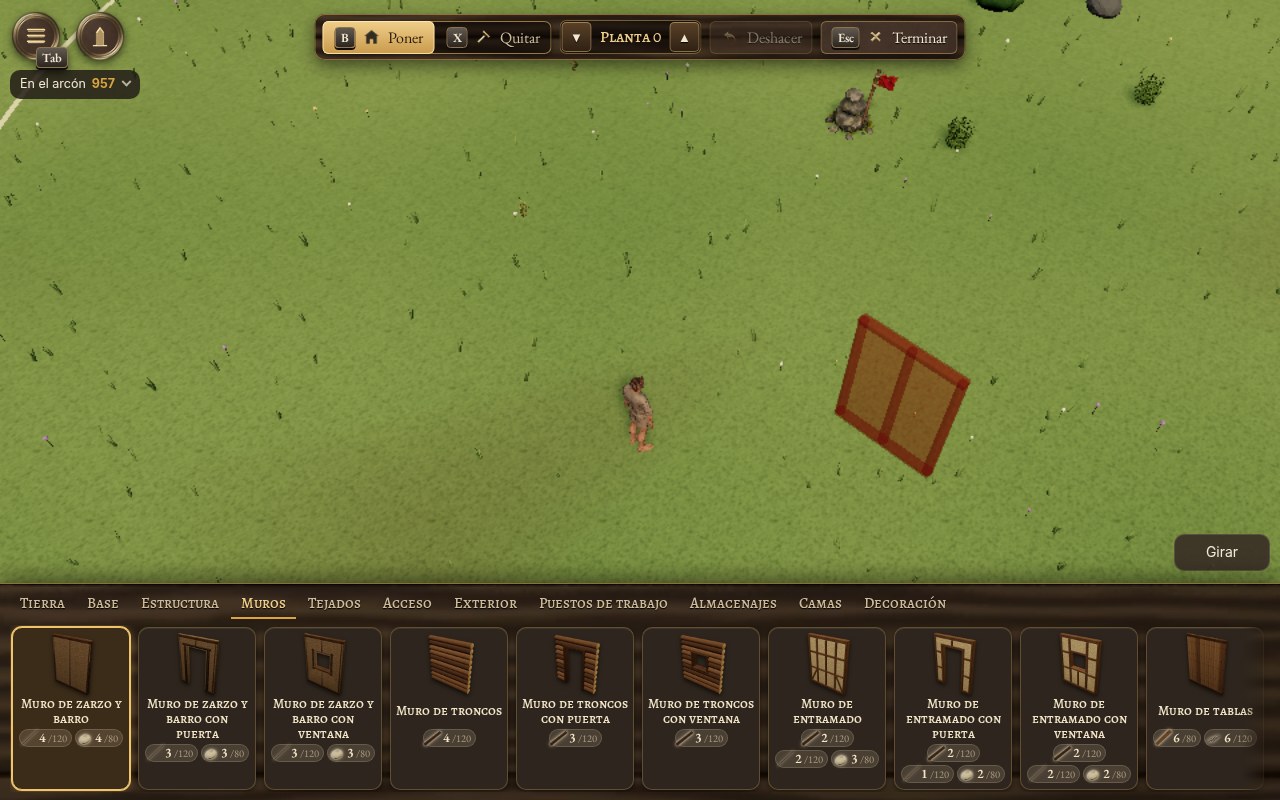 B Poner X Quitar ▼ Planta 0 ▲ Deshacer Esc ✕ Terminar
Tab
En el arcón 957
Girar
Tierra Base Estructura Muros Tejados Acceso Exterior Puestos de trabajo Almacenajes Camas Decoración
Muro de zarzo y barro
4 /120 4 /80
Muro de zarzo y barro con puerta
3 /120 3 /80
Muro de zarzo y barro con ventana
3 /120 3 /80
Muro de troncos
4 /120
Muro de troncos con puerta
3 /120
Muro de troncos con ventana
3 /120
Muro de entramado
2 /120
2 /120 3 /80
Muro de entramado con puerta
2 /120
1 /120 2 /80
Muro de entramado con ventana
2 /120
2 /120 2 /80
Muro de tablas
6 /80 6 /120